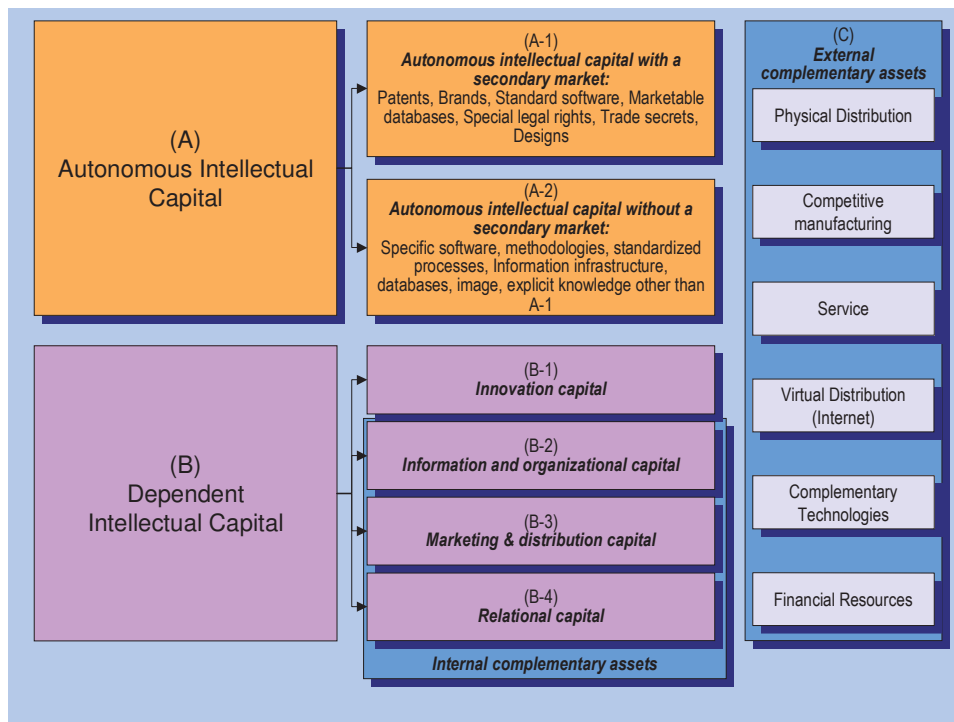 (A)
Autonomous Intellectual
Capital
(A-1)
Autonomous intellectual capital with a
secondary market:
Patents, Brands, Standard software, Marketable
databases, Special legal rights, Trade secrets,
Designs
(A-2)
Autonomous intellectual capital without a
secondary market:
Specific software, methodologies, standardized
processes, Information infrastructure,
databases, image, explicit knowledge other than
A-1
(B)
Dependent
Intellectual Capital
(B-1)
Innovation capital
(B-2)
Information and organizational capital
(B-3)
Marketing & distribution capital
(B-4)
Relational capital
Internal complementary assets
(C)
External
complementary assets
Physical Distribution
Competitive
manufacturing
Service
Virtual Distribution
(Internet)
Complementary
Technologies
Financial Resources